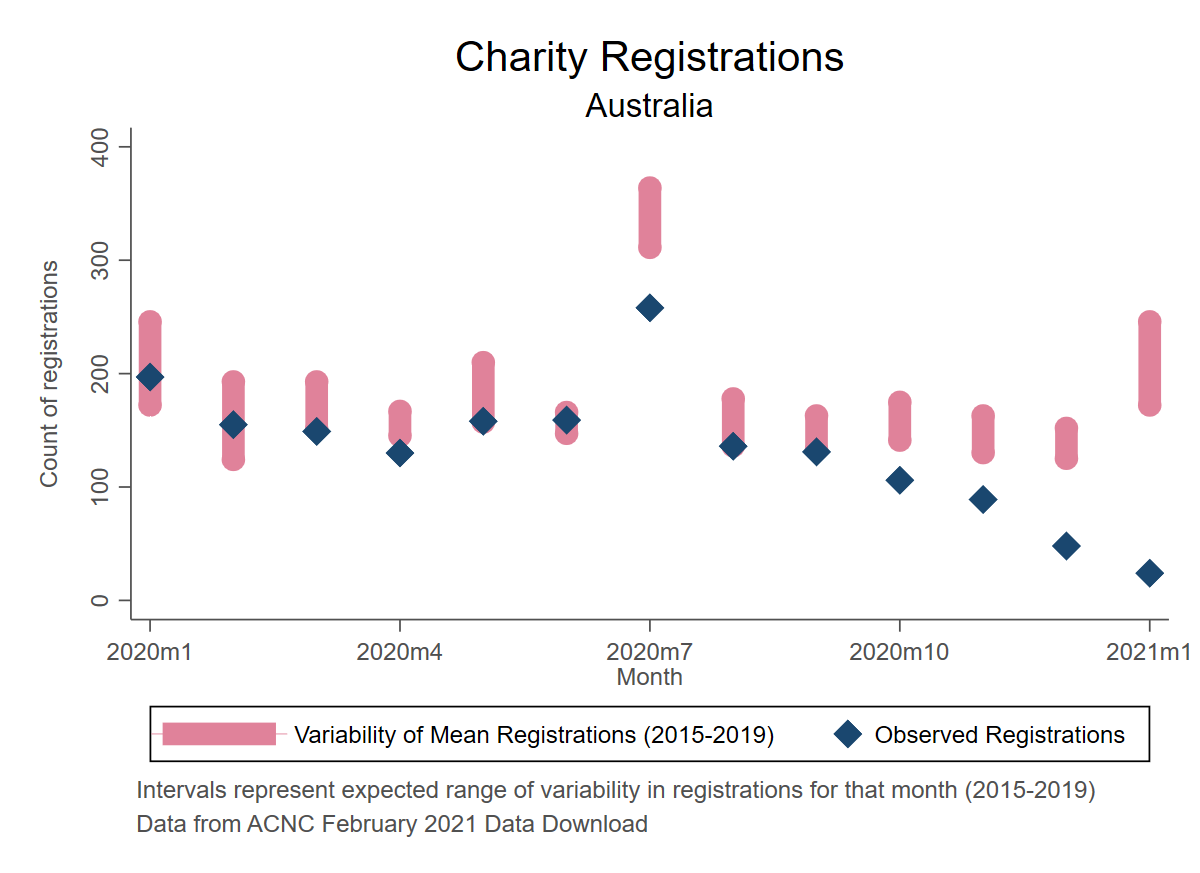 Charity Registrations
Australia
Count of registrations
400
300
200
100
0
2020m1 2020m4 2020m7 2020m10 2021m1
Month
Variability of Mean Registrations (2015-2019) Observed Registrations
Intervals represent expected range of variability in registrations for that month (2015-2019)
Data from ACNC February 2021 Data Download